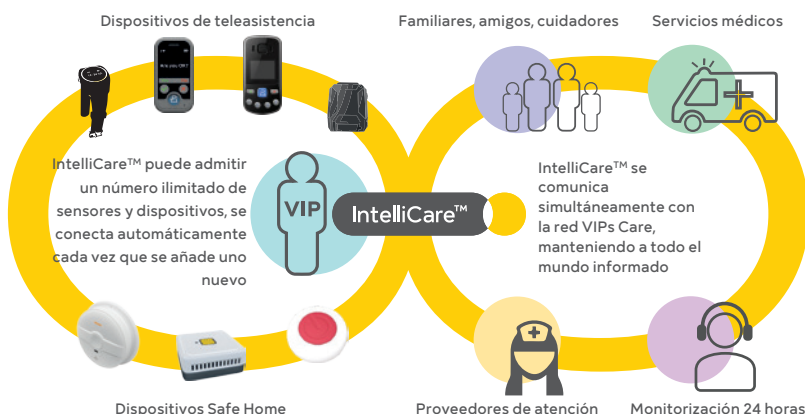 Dispositivos de teleasistencia
Familiares, amigos, cuidadores
Servicios médicos
IntelliCare™ puede admitir
un número ilimitado de
sensores y dispositivos, se
conecta automáticamente
cada vez que se añade uno
nuevo
VIP
IntelliCare™
IntelliCare™ se
comunica
simultáneamente con
la red VIPs Care,
manteniendo a todo el
mundo informado
Dispositivos Safe Home
Proveedores de atención
Monitorización 24 horas